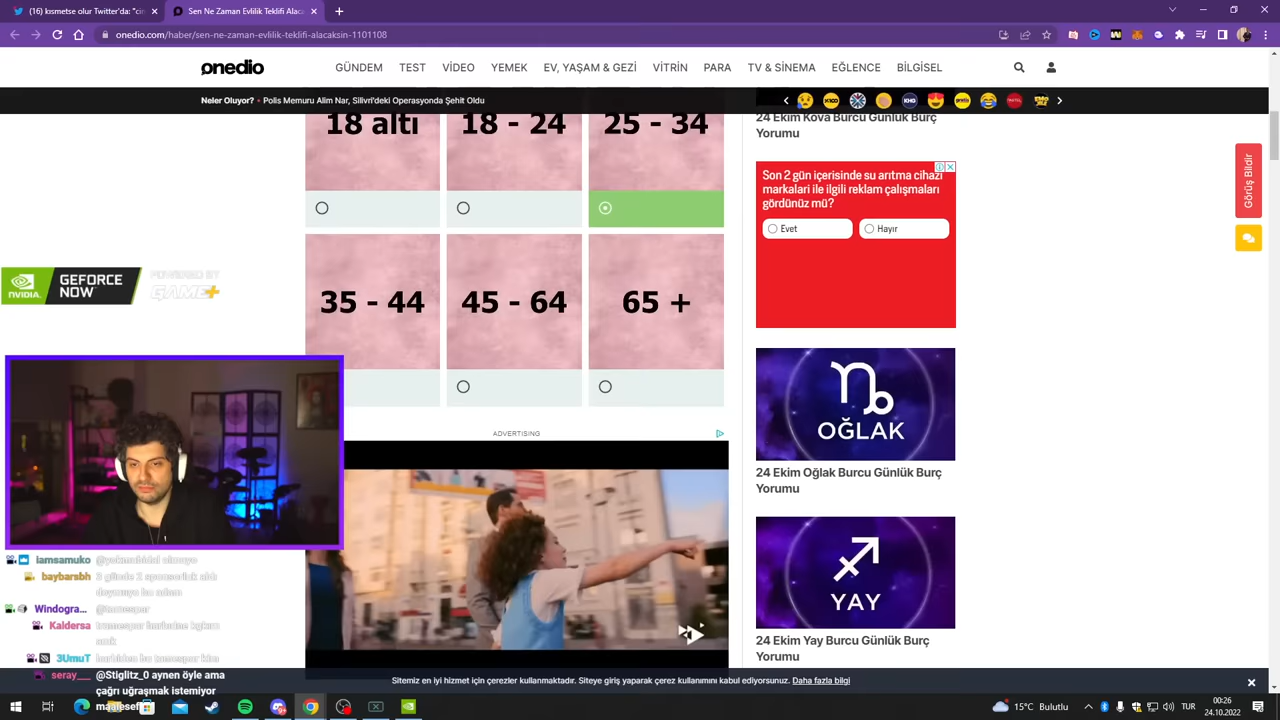 (16) kısmetse olur Twitter'da: "cin
Sen Ne Zaman Evlilik Teklifi Alac
onedio.com/haber/sen-ne-zaman-evlilik-teklifi-alacaksin-1101108
onedio
GÜNDEM TEST VİDEO YEMEK EV, YAŞAM & GEZİ VİTRİN PARA TV & SİNEMA EĞLENCE BİLGİSEL
Neler Oluyor? • Polis Memuru Alim Nar, Silivri'deki Operasyonda Şehit Oldu
18 altı 18 - 24 25 - 34
35 - 44 45 - 64 65 +
ADVERTISING
24 Ekim Kova Burcu Günlük Burç
Yorumu
Son 2 gün içerisinde su arıtma cihazı
markaları ile ilgili reklam çalışmaları
gördünüz mü?
Evet Hayır
OĞLAK
24 Ekim Oğlak Burcu Günlük Burç
Yorumu
YAY
24 Ekim Yay Burcu Günlük Burç
Yorumu
Görüş Bildir
NVIDIA
GEFORCE
NOW
POWERED BY
GAME+
iamsamuko
baybarsbh
Windogra...
Kaldersa
3UmuT
seray___ @Stiglitz_0 aynen öyle ama
çağrı uğraşmak istemiyor
maalesef
Sitemiz en iyi hizmet için çerezler kullanmaktadır. Siteye giriş yaparak çerez kullanımını kabul ediyorsunuz. Daha fazla bilgi
15°C Bulutlu
TUR
00:26
24.10.2022